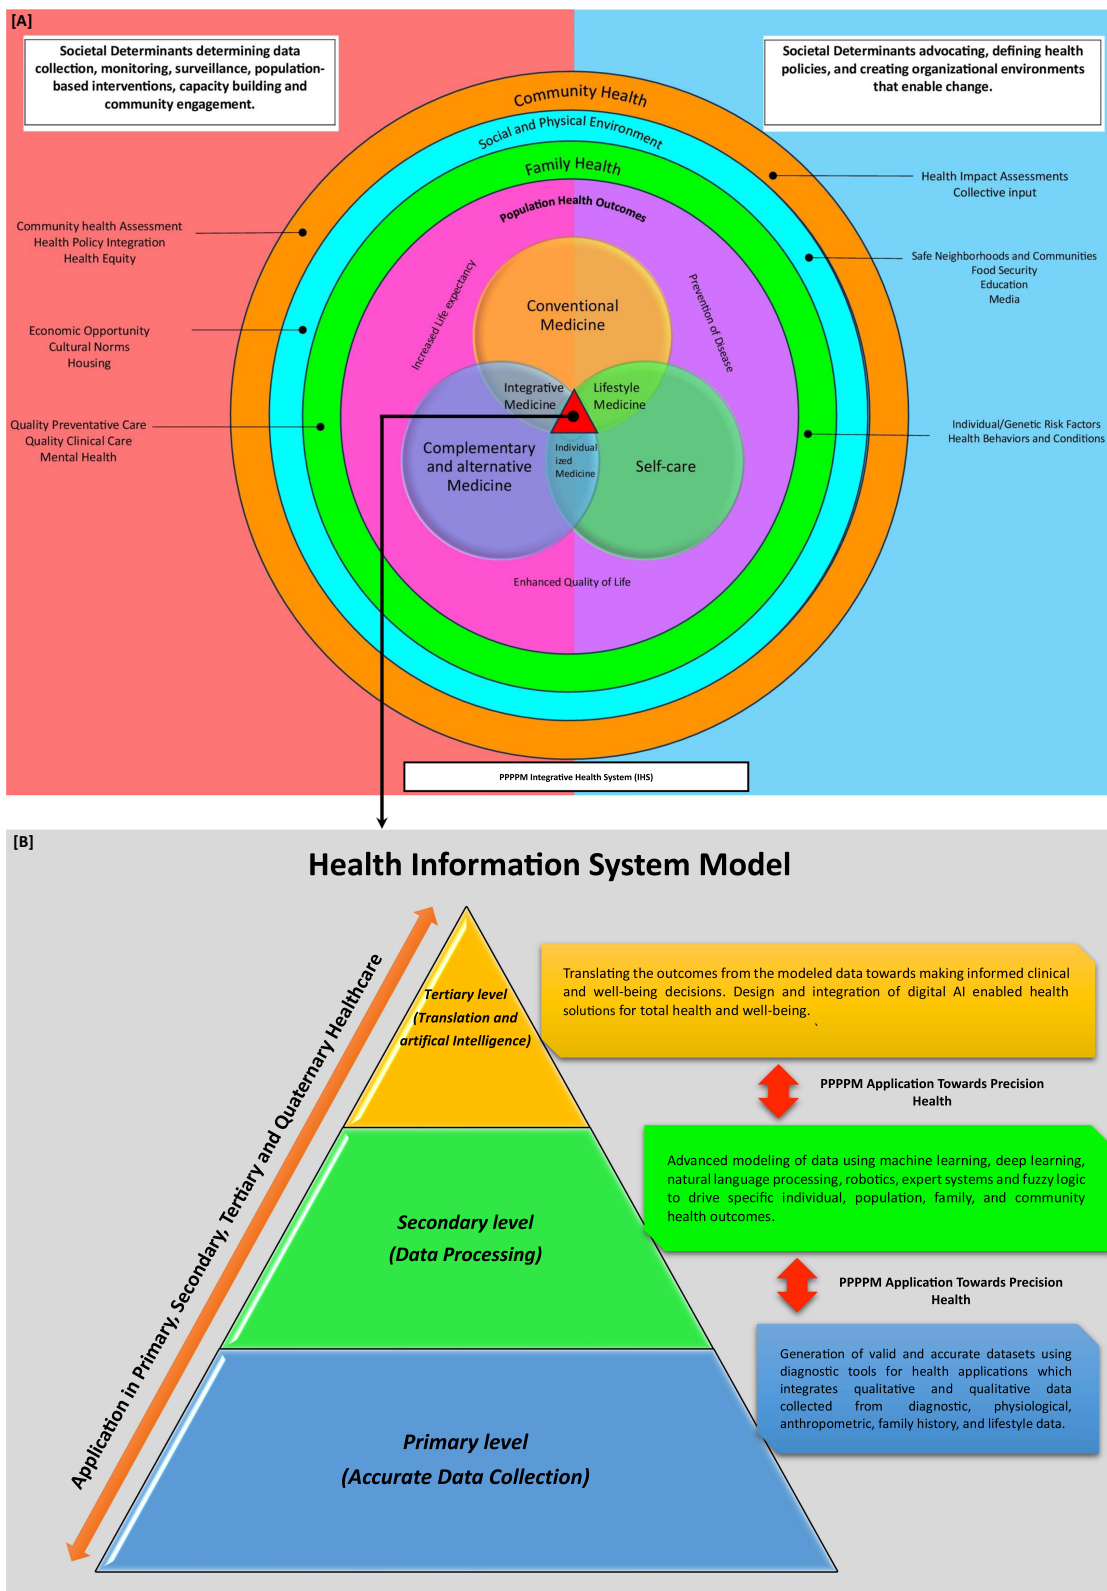 [A]
Societal Determinants determining data
collection, monitoring, surveillance, population-
based interventions, capacity building and
community engagement.
Societal Determinants advocating, defining health
policies, and creating organizational environments
that enable change.
Community Health
Social and Physical Environment
Family Health
Population Health Outcomes
Increased Life expectancy
Prevention of Disease
Enhanced Quality of Life
Community health Assessment
Health Policy Integration
Health Equity
Economic Opportunity
Cultural Norms
Housing
Quality Preventative Care
Quality Clinical Care
Mental Health
Health Impact Assessments
Collective input
Safe Neighborhoods and Communities
Food Security
Education
Media
Individual/Genetic Risk Factors
Health Behaviors and Conditions
Conventional
Medicine
Integrative
Medicine
Lifestyle
Medicine
Complementary
and alternative
Medicine
Individual
ized
Medicine
Self-care
PPPPM Integrative Health System (IHS)
[B]
Health Information System Model
Application in Primary, Secondary, Tertiary and Quaternary Healthcare
Tertiary level
(Translation and
artifical Intelligence)
Translating the outcomes from the modeled data towards making informed clinical
and well-being decisions. Design and integration of digital AI enabled health
solutions for total health and well-being.
`
PPPPM Application Towards Precision
Health
Secondary level
(Data Processing)
Advanced modeling of data using machine learning, deep learning,
natural language processing, robotics, expert systems and fuzzy logic
to drive specific individual, population, family, and community
health outcomes.
PPPPM Application Towards Precision
Health
Primary level
(Accurate Data Collection)
Generation of valid and accurate datasets using
diagnostic tools for health applications which
integrates qualitative and qualitative data
collected from diagnostic, physiological,
anthropometric, family history, and lifestyle data.